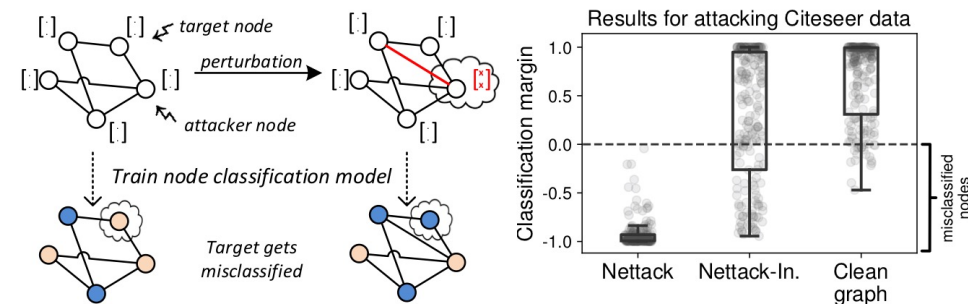 target node
perturbation
attacker node
Train node classification model
Target gets
misclassified
Results for attacking Citeseer data
Classification margin
1.0
0.5
0.0
-0.5
-1.0
Nettack
Nettack-In.
Clean
graph
misclassified
nodes